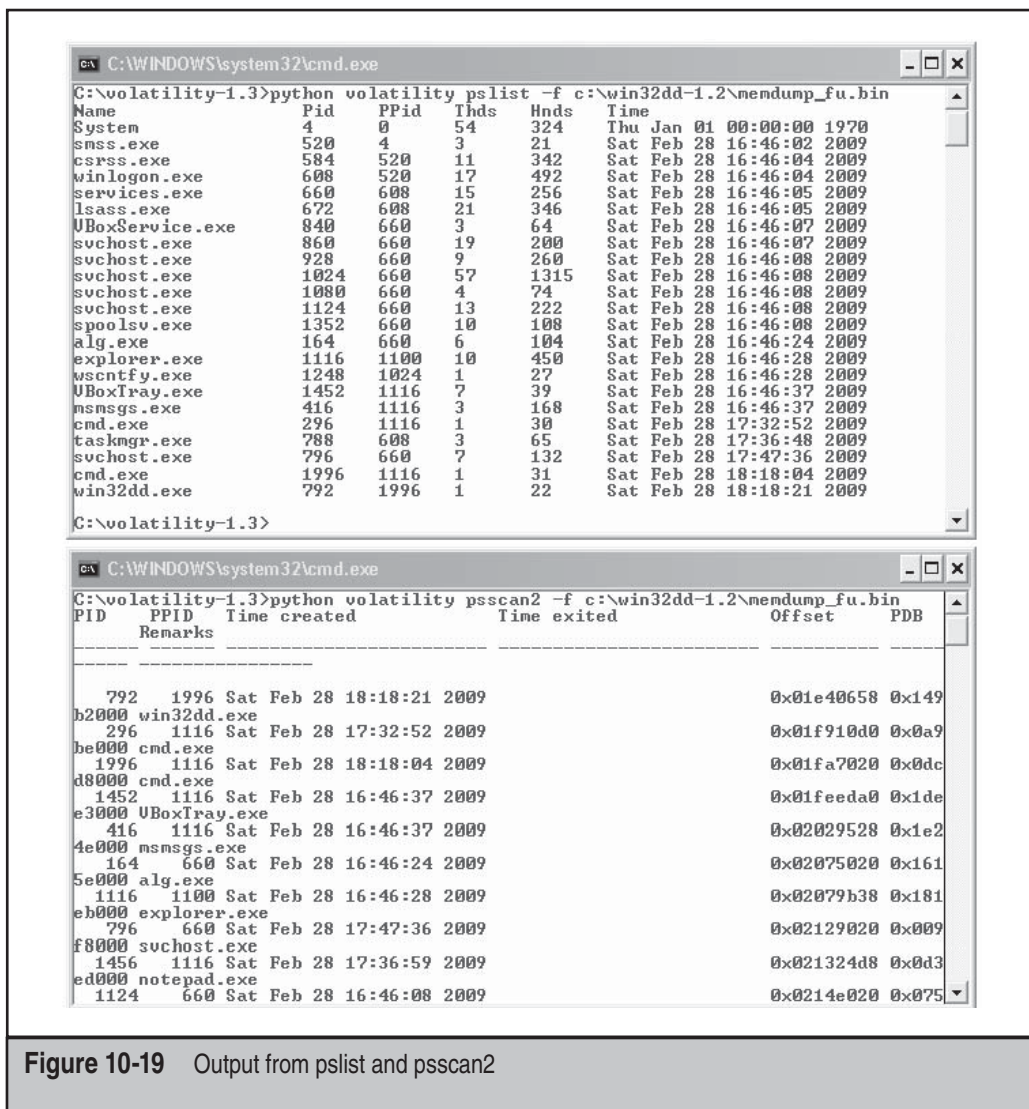 C:\WINDOWS\system32\cmd.exe
C:\volatility-1.3>python volatility pslist -f c:\win32dd-1.2\memdump_fu.bin
Name Pid PPid Thds Hnds Time
System 4 0 54 324 Thu Jan 01 00:00:00 1970
smss.exe 520 4 3 21 Sat Feb 28 16:46:02 2009
csrss.exe 584 520 11 342 Sat Feb 28 16:46:04 2009
winlogon.exe 608 520 17 492 Sat Feb 28 16:46:04 2009
services.exe 660 608 15 256 Sat Feb 28 16:46:05 2009
lsass.exe 672 608 21 346 Sat Feb 28 16:46:05 2009
VBoxService.exe 840 660 3 64 Sat Feb 28 16:46:07 2009
svchost.exe 860 660 19 200 Sat Feb 28 16:46:07 2009
svchost.exe 928 660 9 260 Sat Feb 28 16:46:08 2009
svchost.exe 1024 660 57 1315 Sat Feb 28 16:46:08 2009
svchost.exe 1080 660 4 74 Sat Feb 28 16:46:08 2009
svchost.exe 1124 660 13 222 Sat Feb 28 16:46:08 2009
spoolsv.exe 1352 660 10 108 Sat Feb 28 16:46:08 2009
alg.exe 164 660 6 104 Sat Feb 28 16:46:24 2009
explorer.exe 1116 1100 10 450 Sat Feb 28 16:46:28 2009
wscntfy.exe 1248 1024 1 27 Sat Feb 28 16:46:28 2009
VBoxTray.exe 1452 1116 7 39 Sat Feb 28 16:46:37 2009
msmsgs.exe 416 1116 3 168 Sat Feb 28 16:46:37 2009
cmd.exe 296 1116 1 30 Sat Feb 28 17:32:52 2009
taskmgr.exe 788 608 3 65 Sat Feb 28 17:36:48 2009
svchost.exe 796 660 7 132 Sat Feb 28 17:47:36 2009
cmd.exe 1996 1116 1 31 Sat Feb 28 18:18:04 2009
win32dd.exe 792 1996 1 22 Sat Feb 28 18:18:21 2009
C:\volatility-1.3>
C:\WINDOWS\system32\cmd.exe
C:\volatility-1.3>python volatility psscan2 -f c:\win32dd-1.2\memdump_fu.bin
PID PPID Time created Time exited Offset PDB
Remarks
------ ------ ------------------------ ------------------------ ---------- -----
----- ----------------
792 1996 Sat Feb 28 18:18:21 2009 0x01e40658 0x149
b2000 win32dd.exe
296 1116 Sat Feb 28 17:32:52 2009 0x01f910d0 0x0a9
be000 cmd.exe
1996 1116 Sat Feb 28 18:18:04 2009 0x01fa7020 0x0dc
d8000 cmd.exe
1452 1116 Sat Feb 28 16:46:37 2009 0x01feeda0 0x1de
e3000 VBoxTray.exe
416 1116 Sat Feb 28 16:46:37 2009 0x02029528 0x1e2
4e000 msmsgs.exe
164 660 Sat Feb 28 16:46:24 2009 0x02075020 0x161
5e000 alg.exe
1116 1100 Sat Feb 28 16:46:28 2009 0x02079b38 0x181
eb000 explorer.exe
796 660 Sat Feb 28 17:47:36 2009 0x02129020 0x009
f8000 svchost.exe
1456 1116 Sat Feb 28 17:36:59 2009 0x021324d8 0x0d3
ed000 notepad.exe
1124 660 Sat Feb 28 16:46:08 2009 0x0214e020 0x075
Figure 10-19 Output from pslist and psscan2